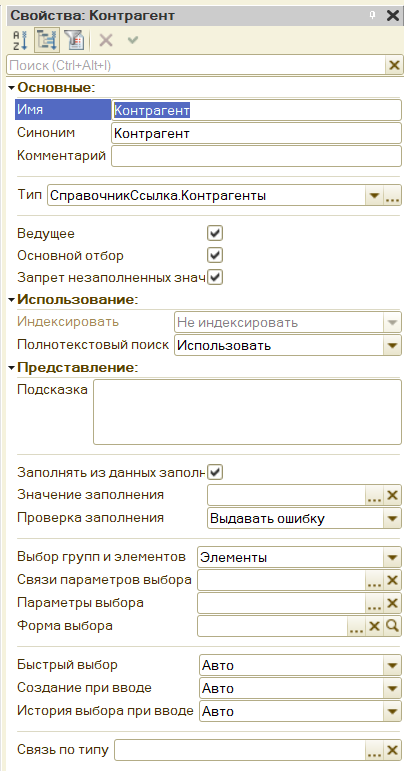 Свойства: Контрагент
Поиск (Ctrl+Alt+I)
Основные:
Имя Контрагент
Синоним Контрагент
Комментарий
Тип СправочникСсылка.Контрагенты
Ведущее
Основной отбор
Запрет незаполненных знач
Использование:
Индексировать Не индексировать
Полнотекстовый поиск Использовать
Представление:
Подсказка
Заполнять из данных заполн
Значение заполнения
Проверка заполнения Выдавать ошибку
Выбор групп и элементов Элементы
Связи параметров выбора
Параметры выбора
Форма выбора
Быстрый выбор Авто
Создание при вводе Авто
История выбора при вводе Авто
Связь по типу